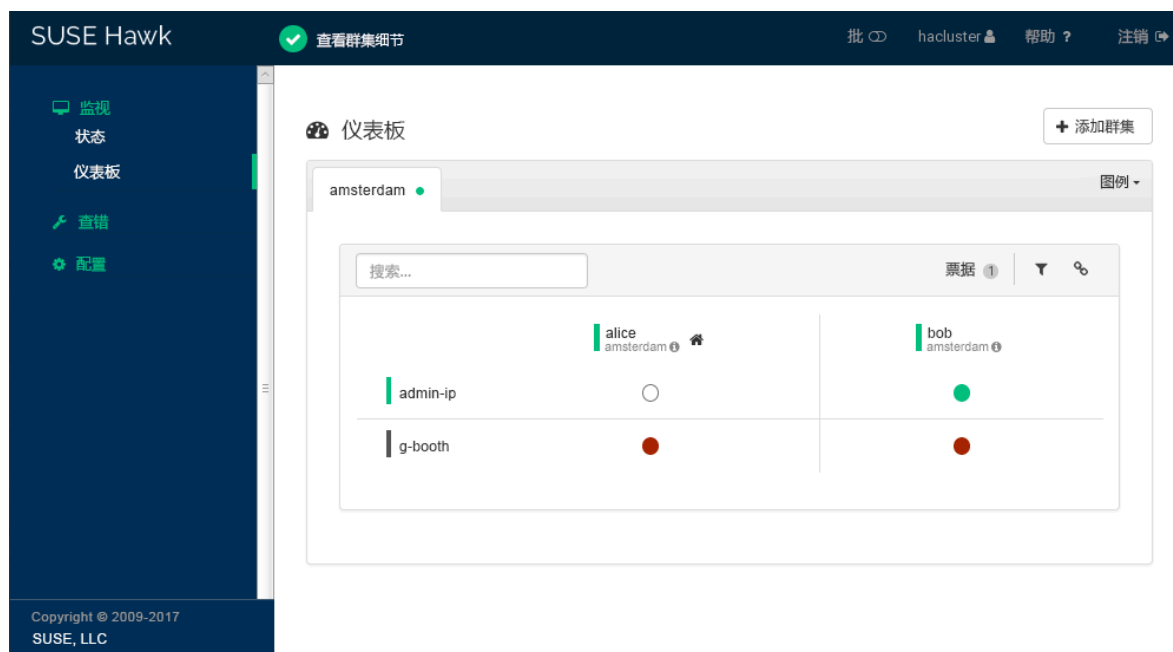 SUSE Hawk
查看群集细节
批
hacluster
帮助 ?
注销
监视
状态
仪表板
查错
配置
仪表板
添加群集
amsterdam
图例
搜索...
票据 1
alice
amsterdam
bob
amsterdam
admin-ip
g-booth
Copyright © 2009-2017
SUSE, LLC